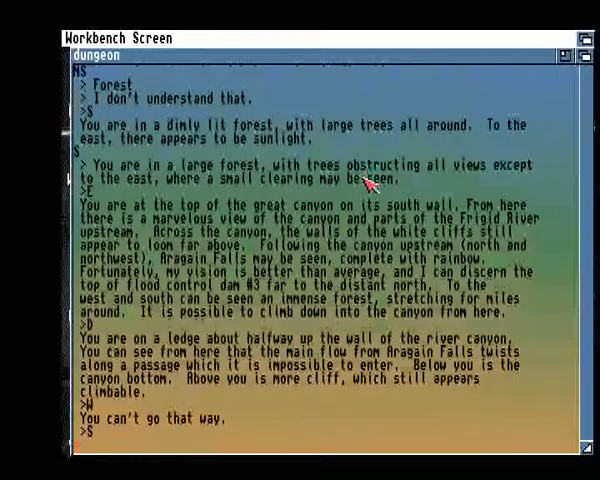 Workbench Screen
dungeon
NS
> Forest
> I don't understand that.
>S
You are in a dimly lit forest, with large trees all around.  To the
east, there appears to be sunlight.
S
> You are in a large forest, with trees obstructing all views except
to the east, where a small clearing may be seen.
>E
You are at the top of the great canyon on its south wall. From here
there is a marvelous view of the canyon and parts of the Frigid River
upstream.  Across the canyon, the walls of the white cliffs still
appear to loom far above.  Following the canyon upstream (north and
northwest), Aragain Falls may be seen, complete with rainbow.
Fortunately, my vision is better than average, and I can discern the
top of flood control dam #3 far to the distant north.  To the
west and south can be seen an immense forest, stretching for miles
around.  It is possible to climb down into the canyon from here.
>D
You are on a ledge about halfway up the wall of the river canyon.
You can see from here that the main flow from Aragain Falls twists
along a passage which it is impossible to enter.  Below you is the
canyon bottom.  Above you is more cliff, which still appears
climbable.
>W
You can't go that way.
>S